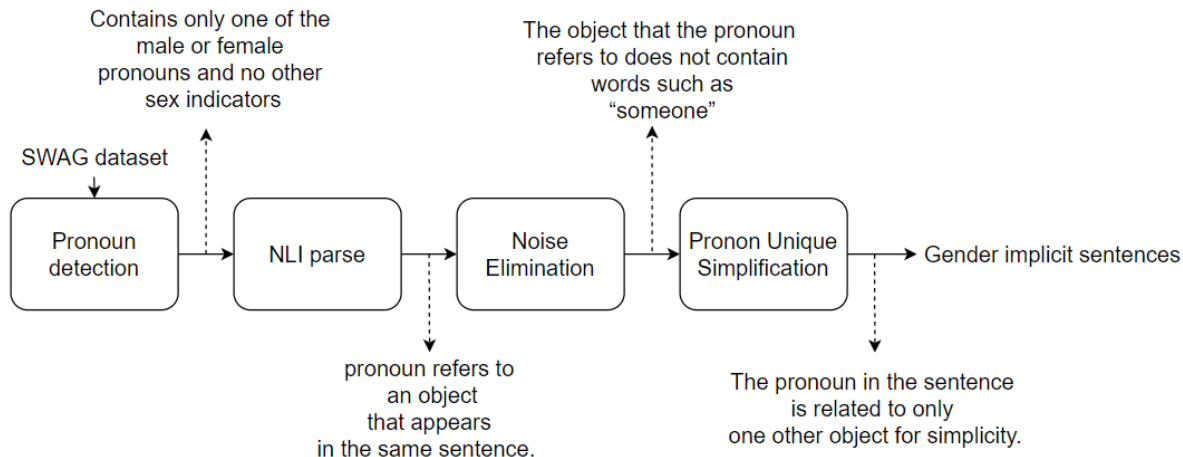 Contains only one of the
male or female
pronouns and no other
sex indicators
The object that the pronoun
refers to does not contain
words such as
“someone”
SWAG dataset
Pronoun
detection
NLI parse
Noise
Elimination
Pronon Unique
Simplification
Gender implicit sentences
pronoun refers to
an object
that appears
in the same sentence.
The pronoun in the sentence
is related to only
one other object for simplicity.